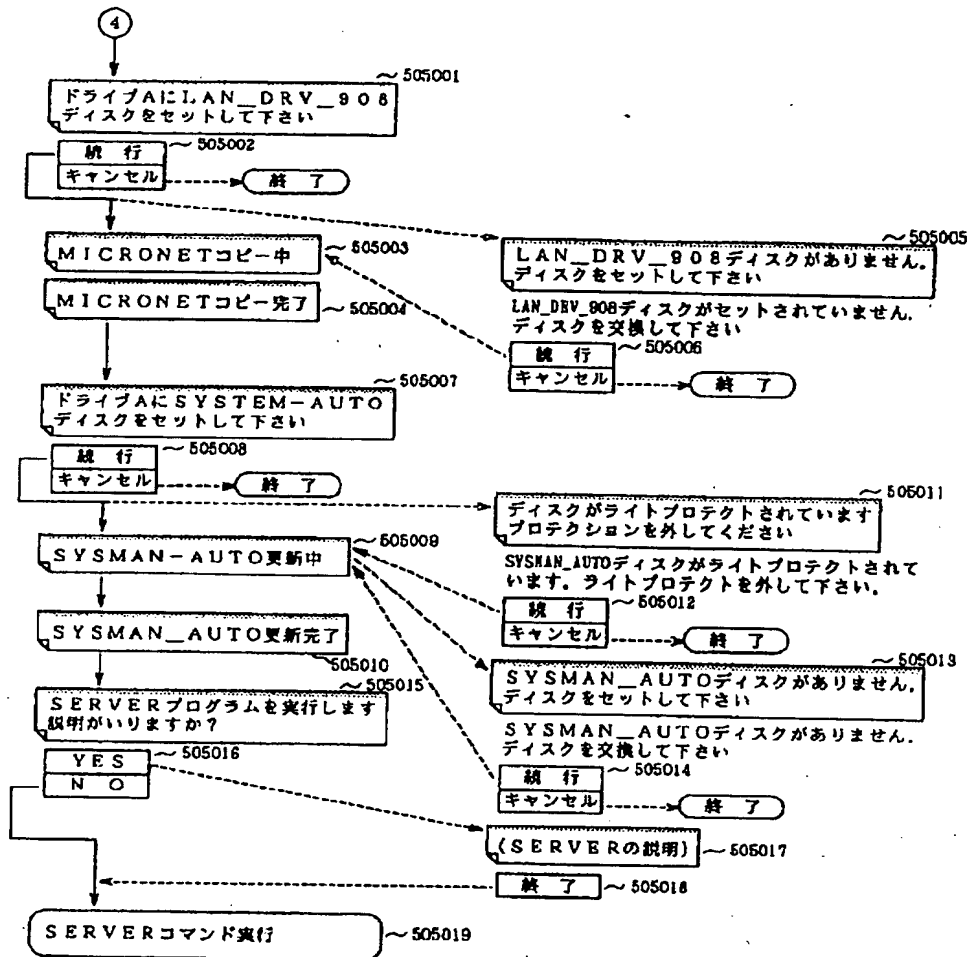 4
505001
ドライブAにLAN_DRV_908
ディスクをセットして下さい
505002
続行
キャンセル
終了
505003
MICRONETコピー中
505005
LAN_DRV_908ディスクがありません.
ディスクをセットして下さい
MICRONETコピー完了
505004
LAN_DRV_908ディスクがセットされていません.
ディスクを交換して下さい
505006
続行
キャンセル
終了
505007
ドライブAにSYSTEM-AUTO
ディスクをセットして下さい
505008
続行
キャンセル
終了
505011
ディスクがライトプロテクトされています
プロテクションを外してください
505009
SYSMAN-AUTO更新中
SYSMAN_AUTOディスクがライトプロテクトされて
います. ライトプロテクトを外して下さい.
505012
続行
キャンセル
終了
SYSMAN_AUTO更新完了
505010
505013
SYSMAN_AUTOディスクがありません.
ディスクをセットして下さい
505015
SERVERプログラムを実行します
説明がいりますか?
SYSMAN_AUTOディスクがありません.
ディスクを交換して下さい
505016
YES
NO
505014
続行
キャンセル
終了
(SERVERの説明)
505017
終了
505018
SERVERコマンド実行
505019